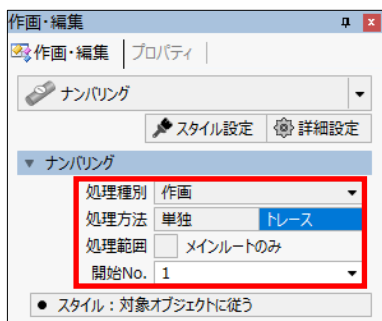 作画・編集
作画・編集 プロパティ
ナンバリング
スタイル設定 詳細設定
ナンバリング
処理種別 作画
処理方法 単独 トレース
処理範囲 メインルートのみ
開始No. 1
スタイル：対象オブジェクトに従う